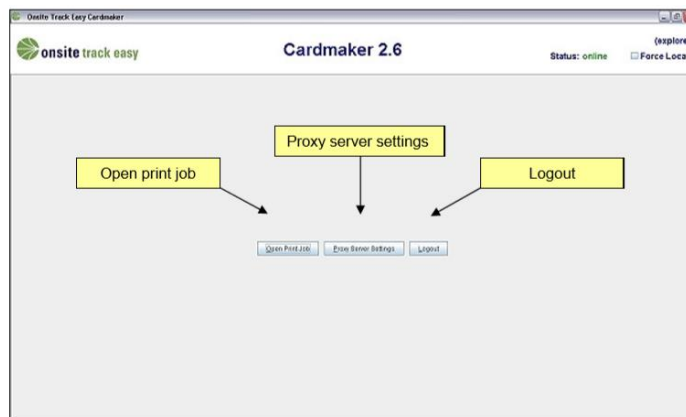 Onsite Track Easy Cardmaker
onsite track easy
Cardmaker 2.6
(explore
Status: online
Force Loca
Proxy server settings
Open print job
Logout
Open Print Job
Proxy Server Settings
Logout